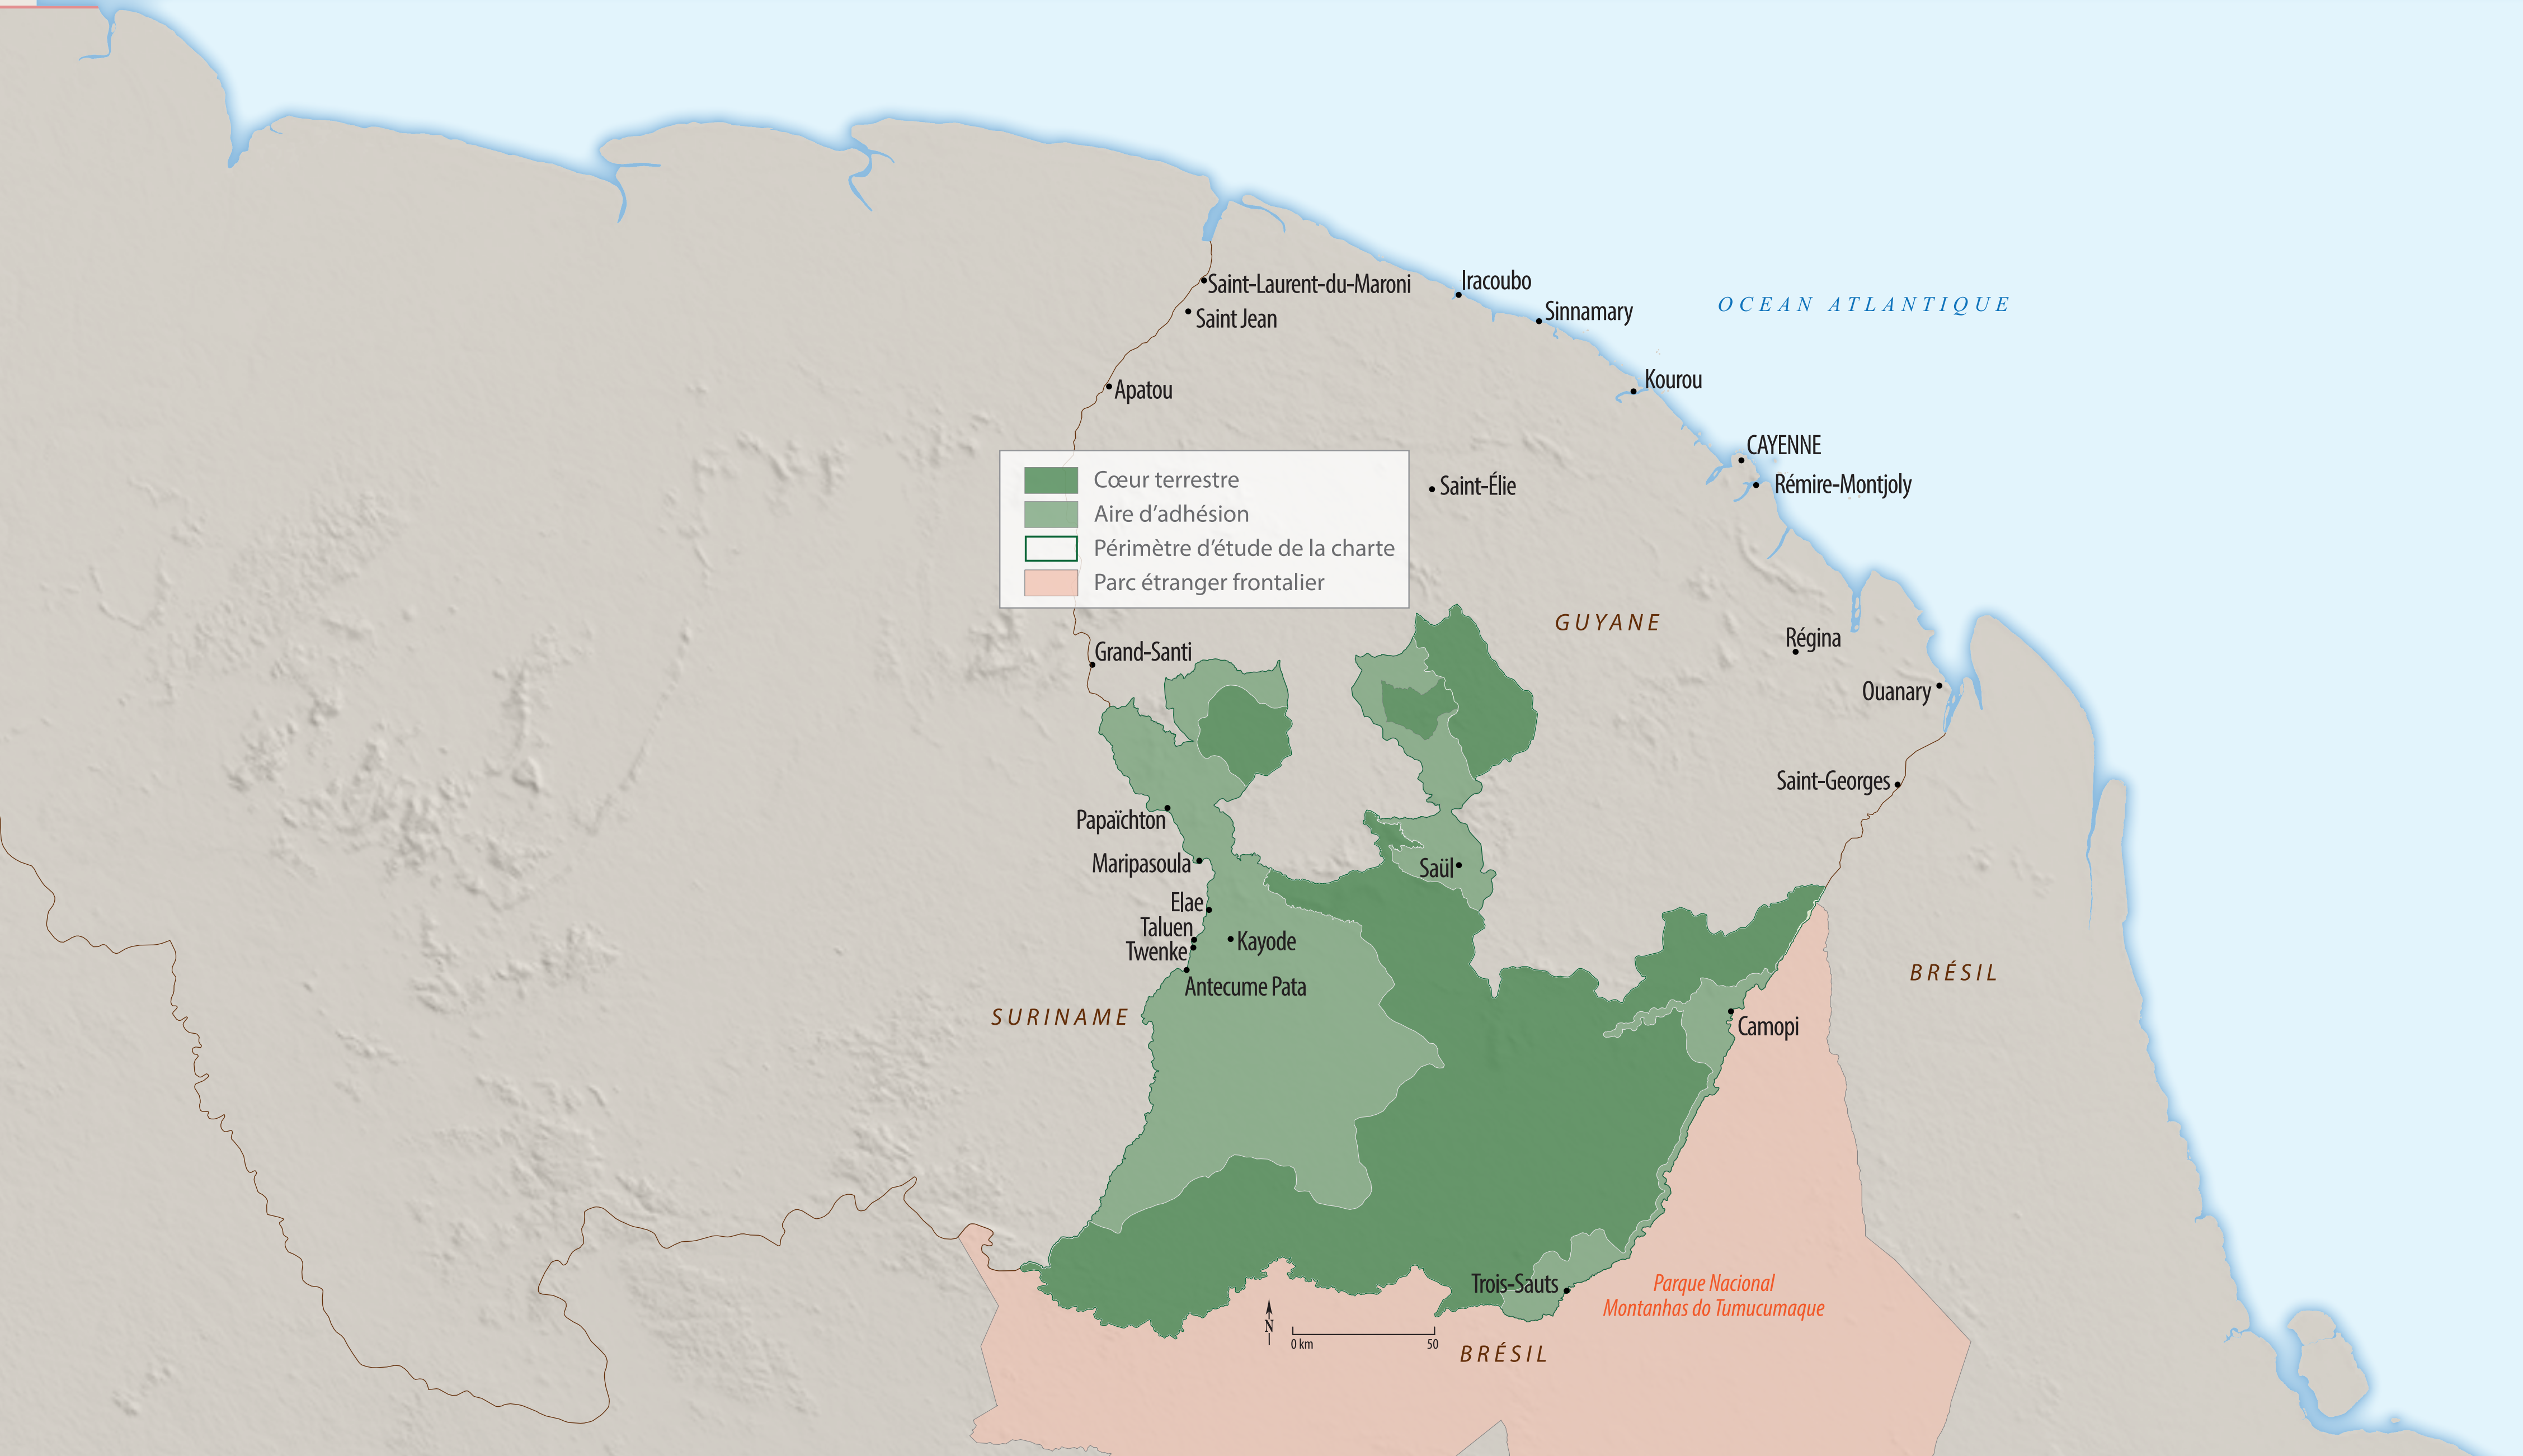 Iracoubo
Saint-Laurent-du-Maroni
OCEAN ATLANTIQUE
Sinnamary
Saint Jean
Kourou
Apatou
CAYENNE
Cœur terrestre
Rémire-Montjoly
Saint-Élie
Aire d'adhésion
Périmètre d'étude de la charte
Parc étranger frontalier
GUYANE
Régina
Grand-Santi
Ouanary
Saint-Georges
Papaïchton
Maripasoula
Saül
Elae
Taluen
Kayode
Twenke
BRÉSIL
Antecume Pata
SURINAME
Camopi
Trois-Sauts
Parque Nacional
Montanhas do Tumucumaque
N
0 km
50
BRÉSIL